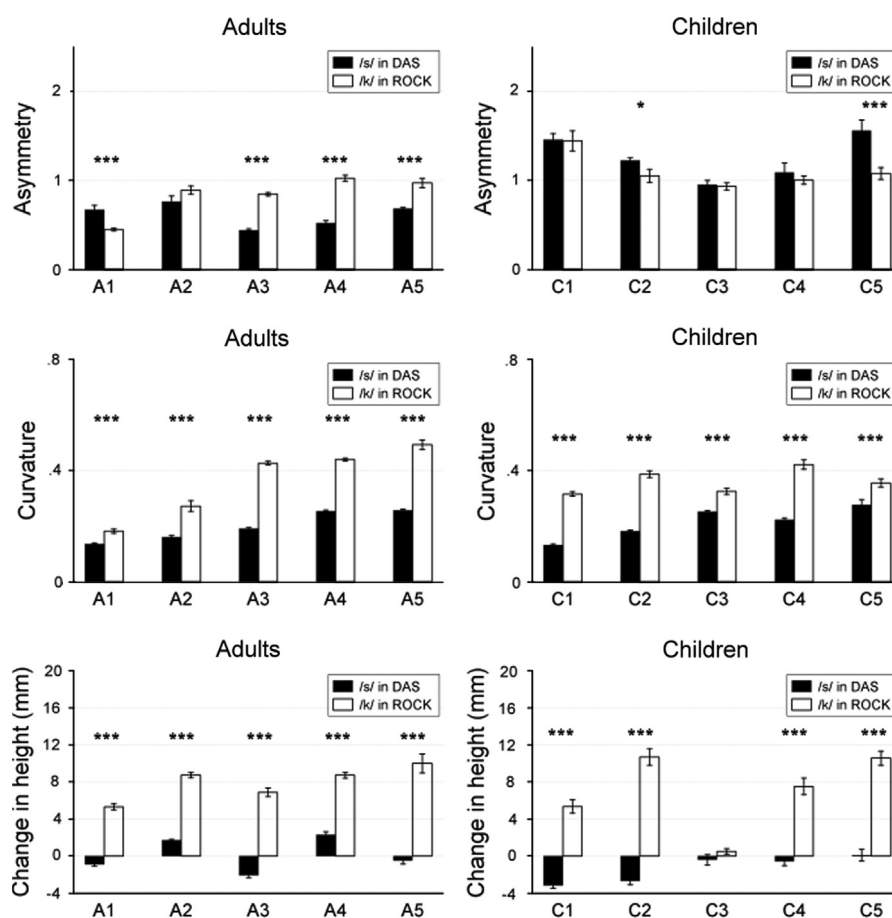 Adults
Children
/s/ in DAS
/k/ in ROCK
/s/ in DAS
/k/ in ROCK
2
1
0
Asymmetry
*** *** *** ***
A1 A2 A3 A4 A5
2
1
0
Asymmetry
* ***
C1 C2 C3 C4 C5
Adults
Children
/s/ in DAS
/k/ in ROCK
/s/ in DAS
/k/ in ROCK
.8
.4
0
Curvature
*** *** *** *** ***
A1 A2 A3 A4 A5
.8
.4
0
Curvature
*** *** *** *** ***
C1 C2 C3 C4 C5
Adults
Children
/s/ in DAS
/k/ in ROCK
/s/ in DAS
/k/ in ROCK
20
16
12
8
4
0
-4
Change in height (mm)
*** *** *** *** ***
A1 A2 A3 A4 A5
20
16
12
8
4
0
-4
Change in height (mm)
*** *** *** ***
C1 C2 C3 C4 C5